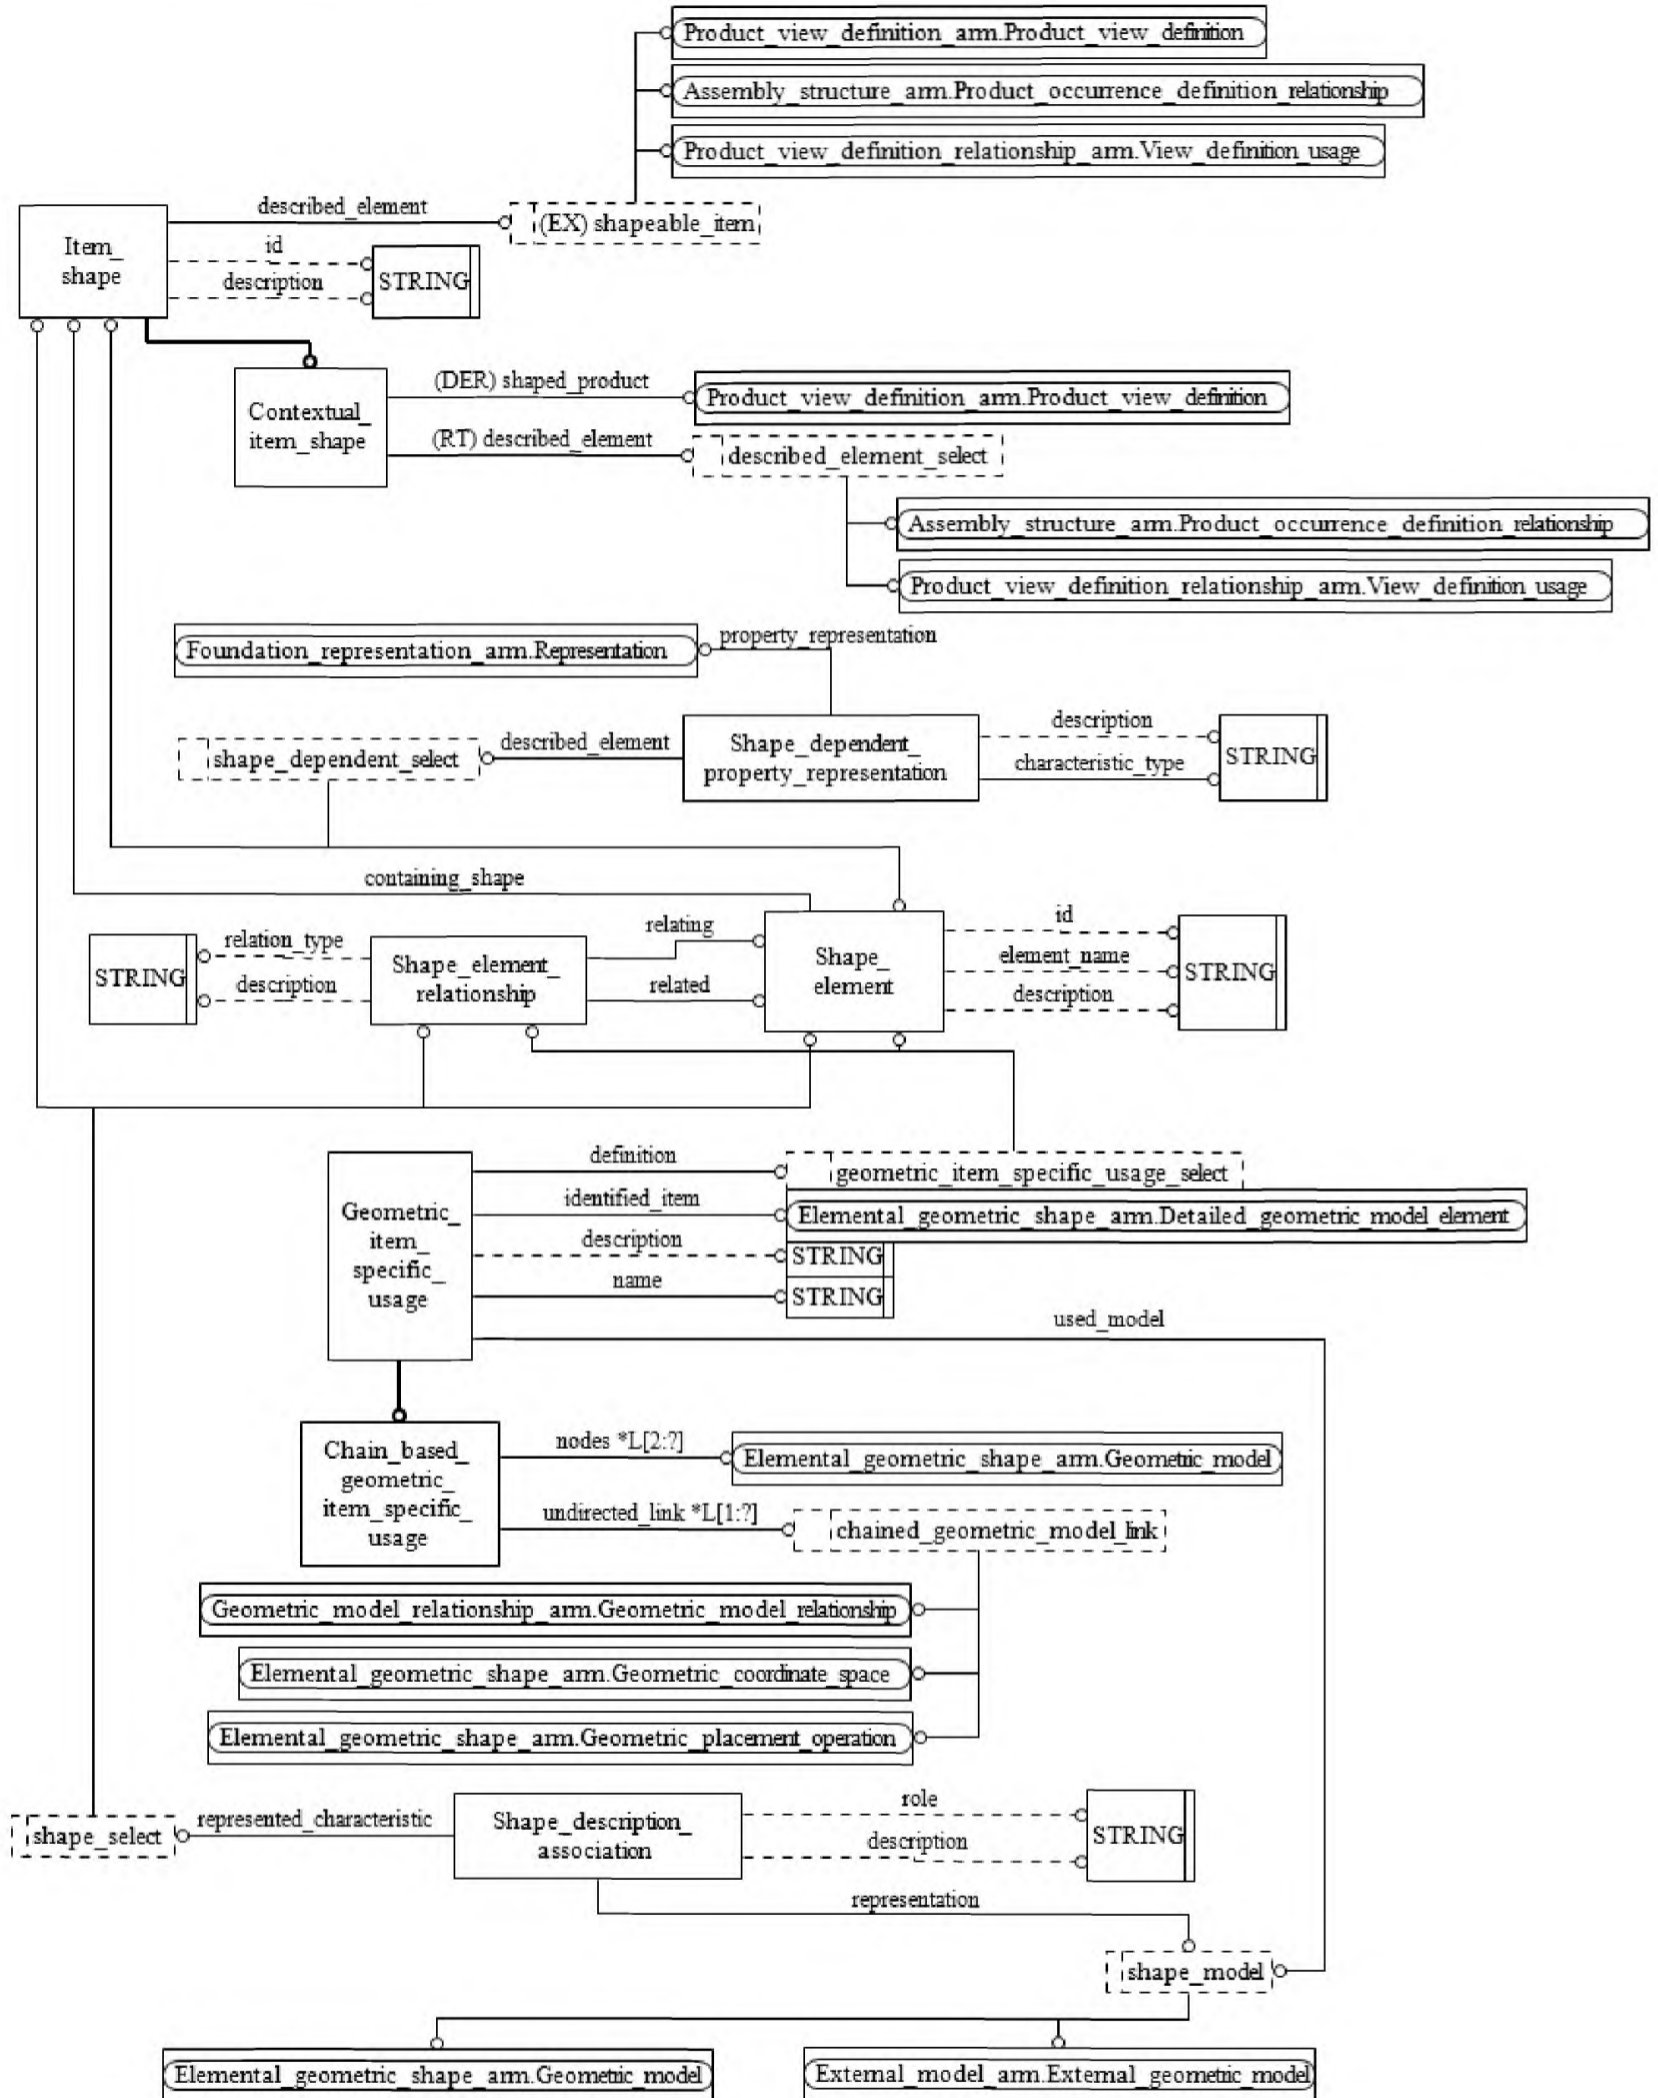 Product_view_definition_arm.Product_view_definition
Assembly_structure_arm.Product_occurrence_definition_relationship
Product_view_definition_relationship_arm.View_definition_usage
described_element
(EX) shapeable_item
Item_
shape
id
description
STRING
(DER) shaped_product
Product_view_definition_arm.Product_view_definition
Contextual_
item_shape
(RT) described_element
described_element_select
Assembly_structure_arm.Product_occurrence_definition_relationship
Product_view_definition_relationship_arm.View_definition_usage
property_representation
Foundation_representation_arm.Representation
shape_dependent_select
described_element
Shape_dependent_
property_representation
description
characteristic_type
STRING
containing_shape
STRING
relation_type
description
Shape_element_
relationship
relating
related
Shape_
element
id
element_name
description
STRING
Geometric_
item_
specific_
usage
definition
geometric_item_specific_usage_select
identified_item
Elemental_geometric_shape_arm.Detailed_geometric_model_element
description
STRING
name
STRING
used_model
Chain_based_
geometric_
item_specific_
usage
nodes *L[2:?]
Elemental_geometric_shape_arm.Geometric_model
undirected_link *L[1:?]
chained_geometric_model_link
Geometric_model_relationship_arm.Geometric_model_relationship
Elemental_geometric_shape_arm.Geometric_coordinate_space
Elemental_geometric_shape_arm.Geometric_placement_operation
shape_select
represented_characteristic
Shape_description_
association
role
description
STRING
representation
shape_model
Elemental_geometric_shape_arm.Geometric_model
External_model_arm.External_geometric_model